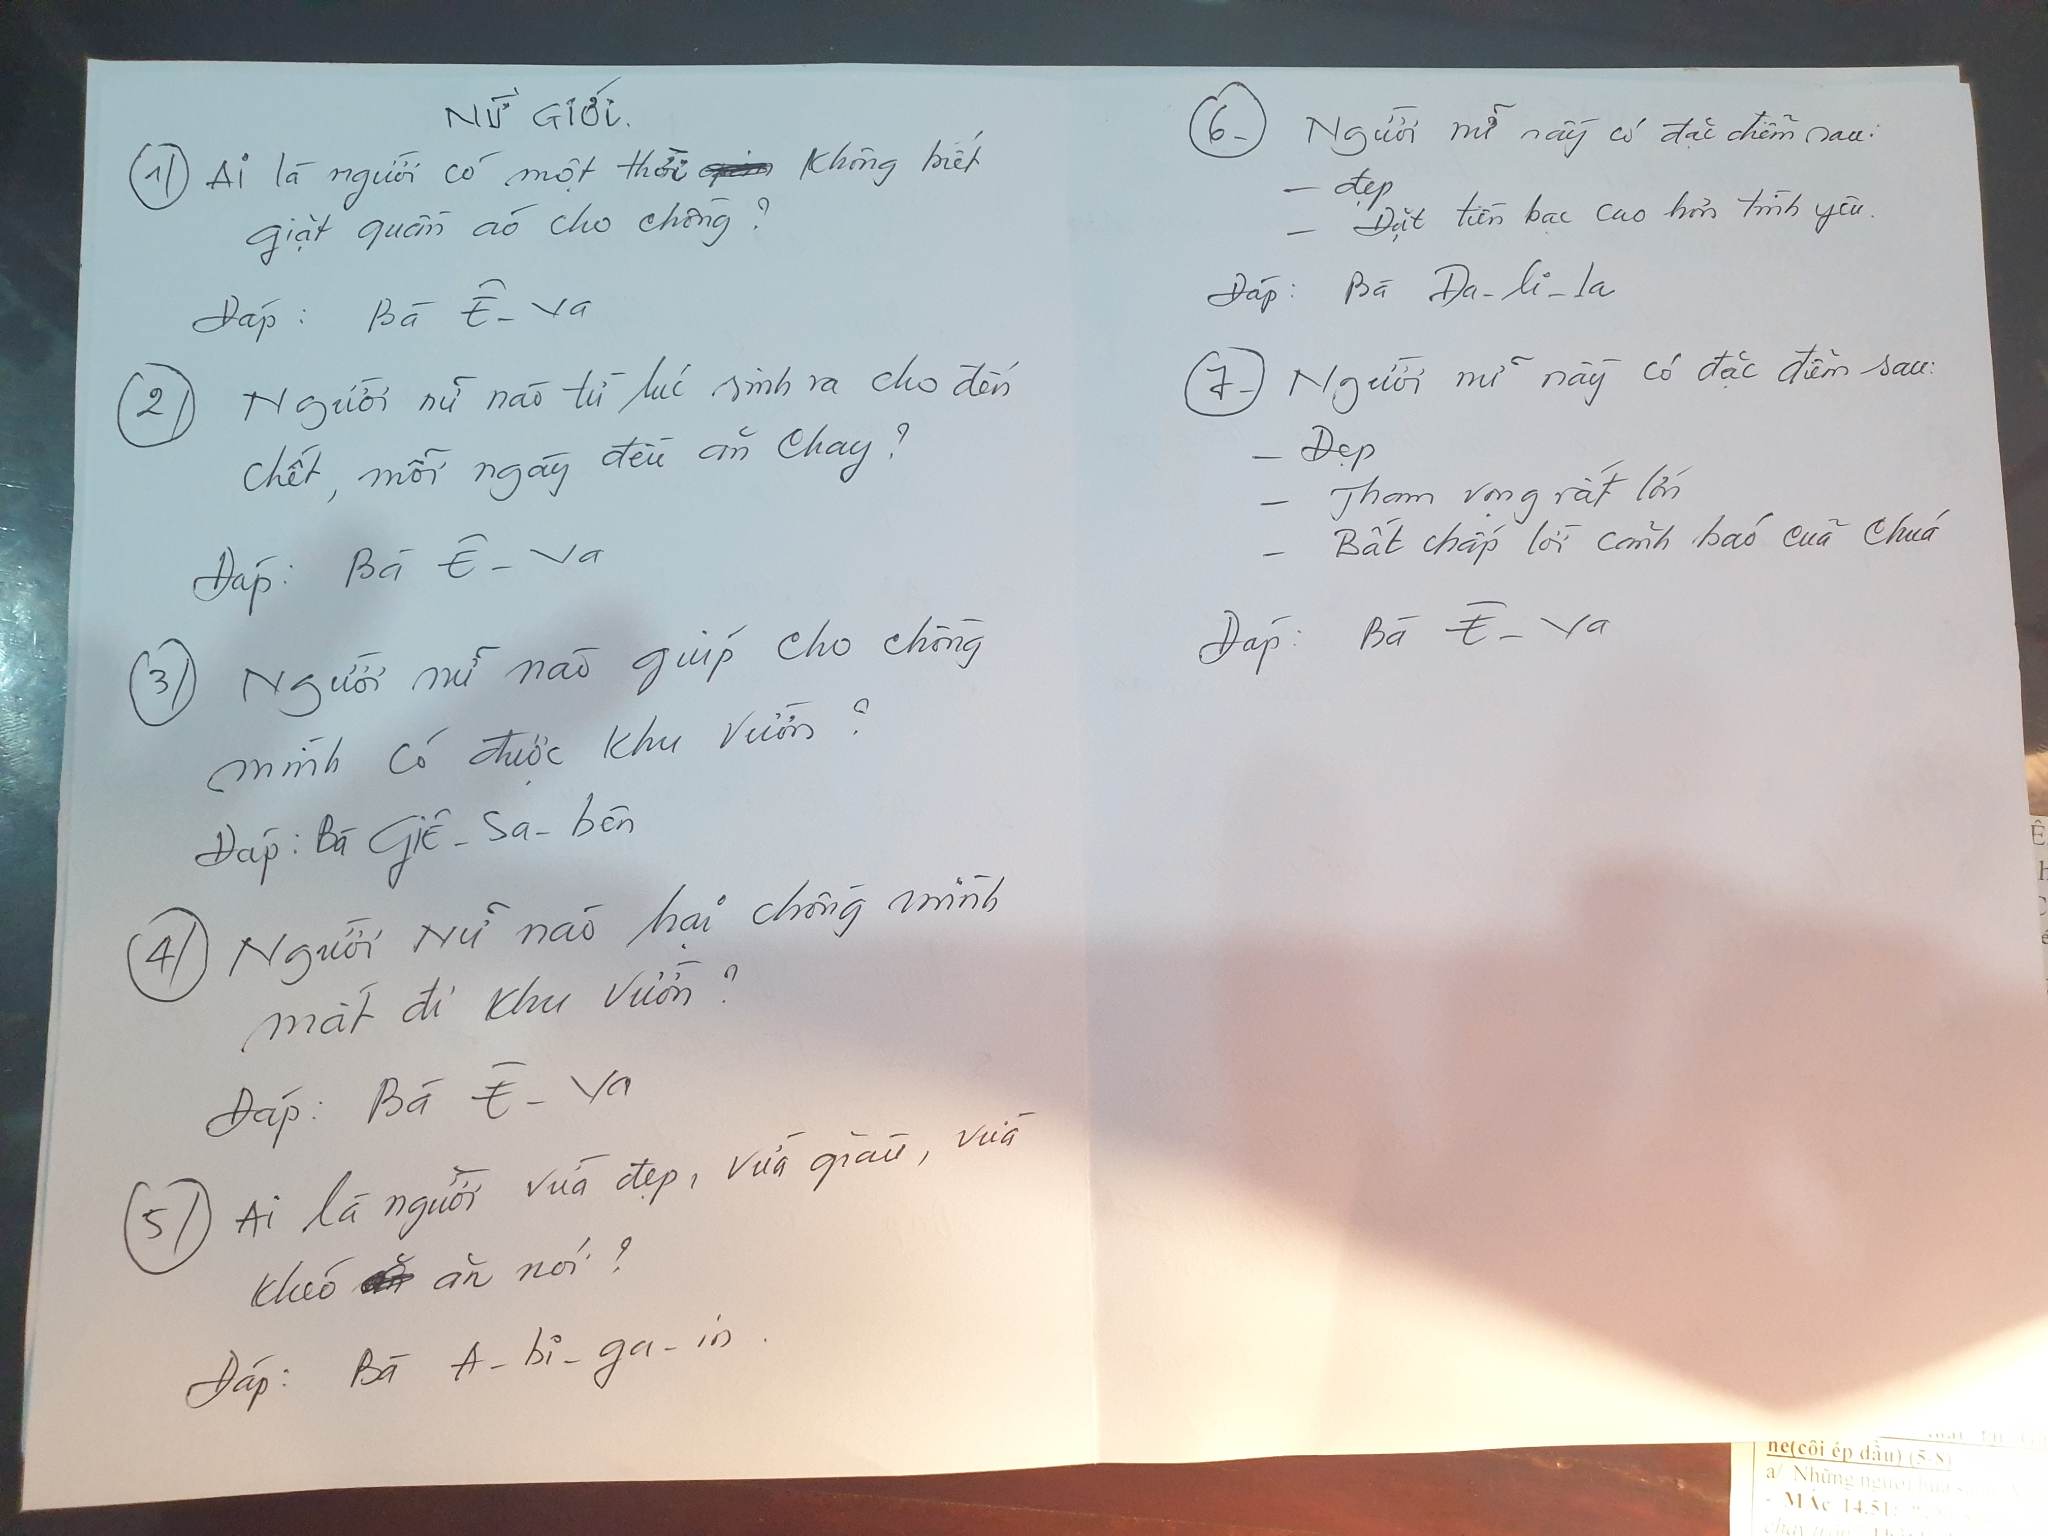 NỮ GIỚI.
1/ Ai là người có một thời không biết
giặt quần áo cho chồng?
Đáp: Bà Ê-Va
2/ Người nữ nào từ lúc sinh ra cho đến
chết, mỗi ngày đều ăn chay?
Đáp: Bà Ê-Va
3/ Người nữ nào giúp cho chồng
mình có được khu vườn?
Đáp: Bà Giê-Sa-bên
4/ Người Nữ nào hại chồng mình
mất đi khu vườn?
Đáp: Bà Ê-Va
5/ Ai là người vừa đẹp, vừa giàu, vừa
khéo ăn nói?
Đáp: Bà A-bi-ga-in.
6- Người nữ này có đặc điểm sau:
- đẹp
- Đặt tiền bạc cao hơn tình yêu.
Đáp: Bà Đa-li-la
7- Người nữ này có đặc điểm sau:
- Đẹp
- Tham vọng rất lớn
- Bất chấp lời cảnh báo của Chúa
Đáp: Bà Ê-Va
ne(cối ép dầu) (5-8)
a/ Những người
- MÁc 14.51: